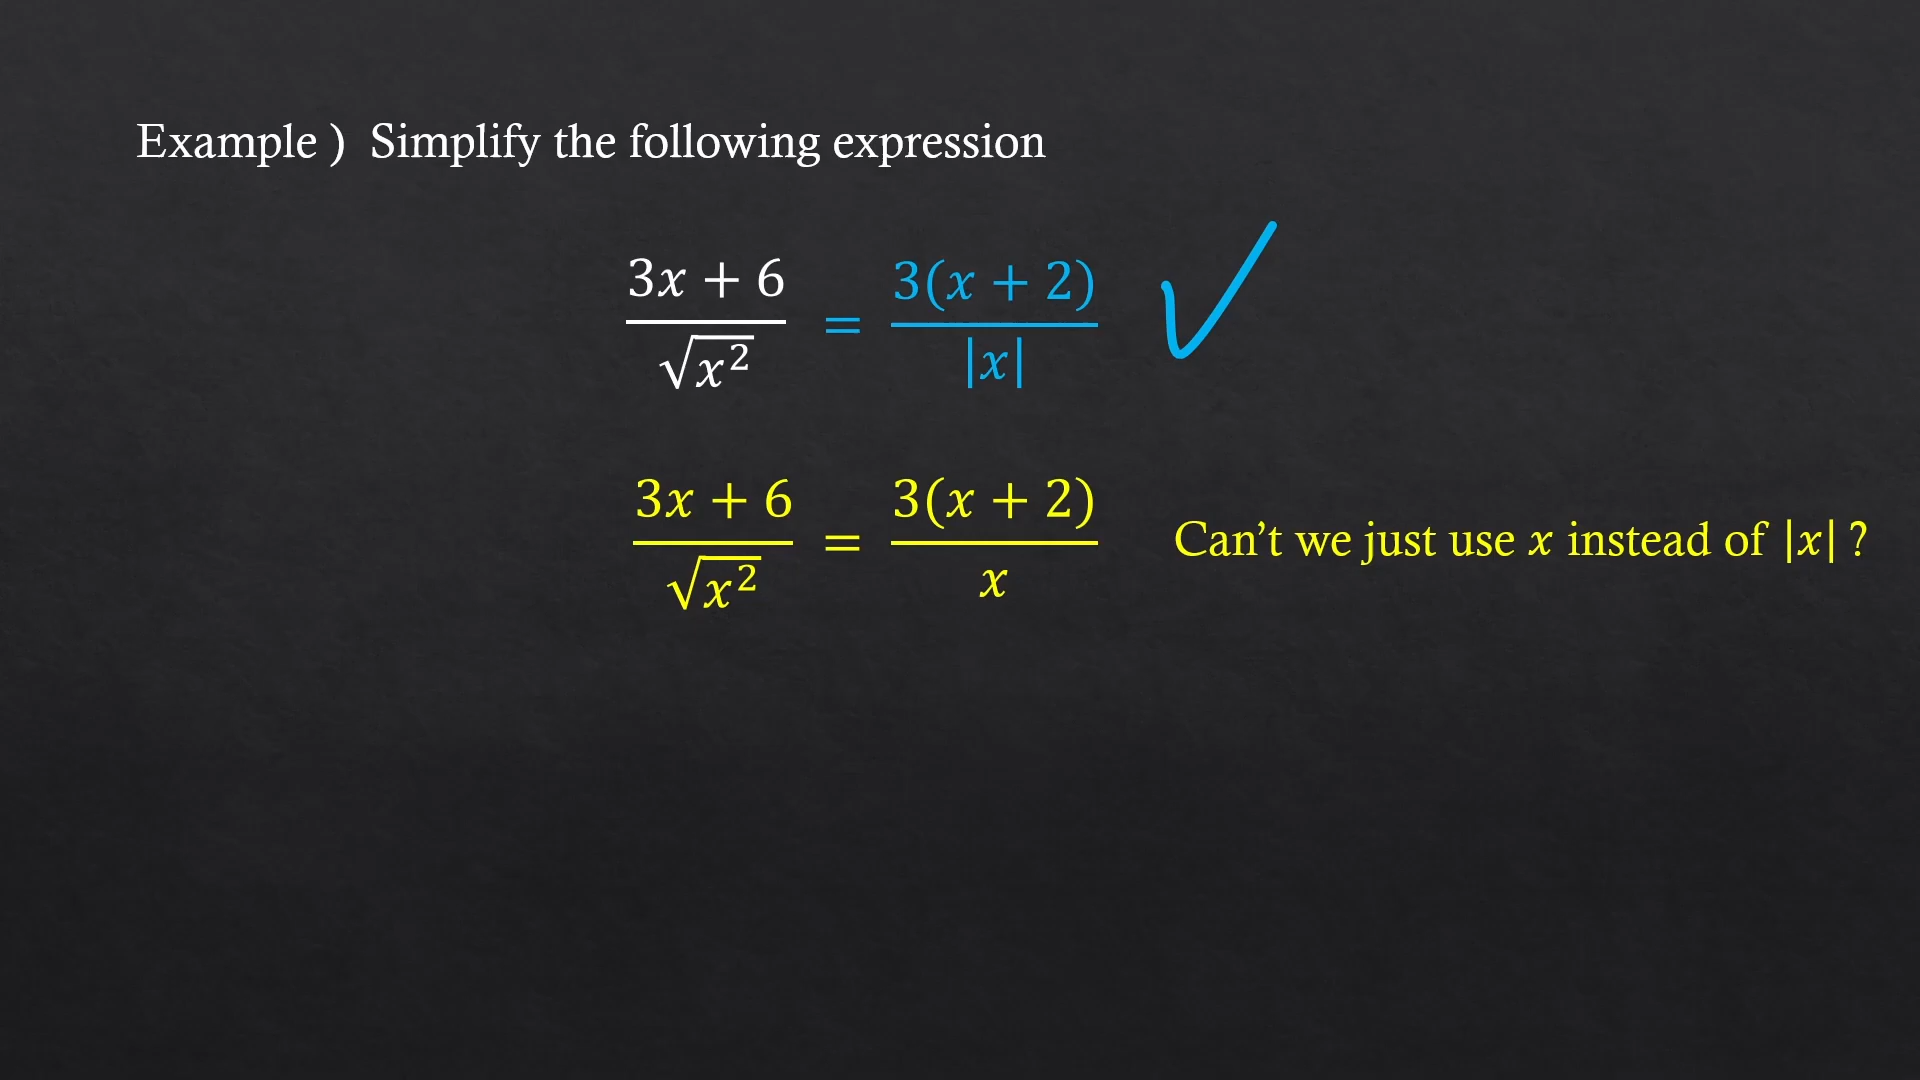 Example ) Simplify the following expression
3x + 6 / √x² = 3(x + 2) / |x|
3x + 6 / √x² = 3(x + 2) / x Can’t we just use x instead of |x| ?